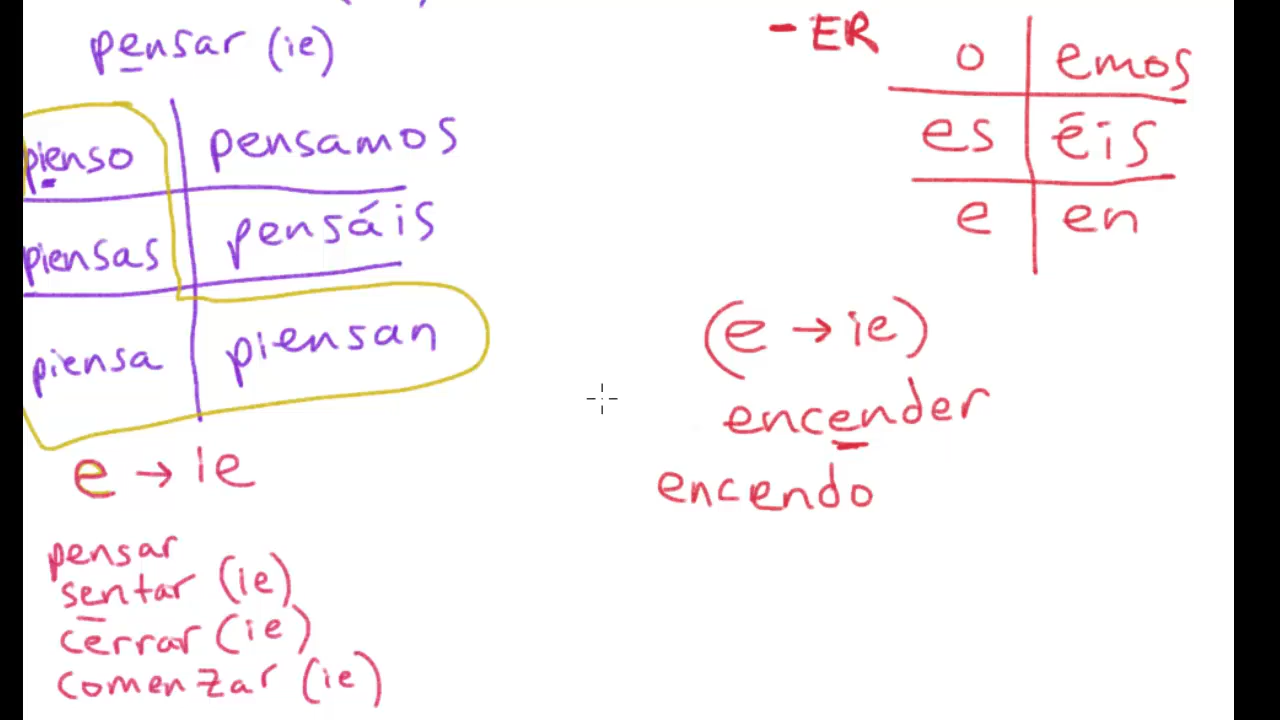 pensar (ie)
pienso pensamos
piensas pensáis
piensa piensan
e → ie
pensar
sentar (ie)
cerrar (ie)
comenzar (ie)
- ER
o emos
es éis
e en
(e → ie)
encender
encendo